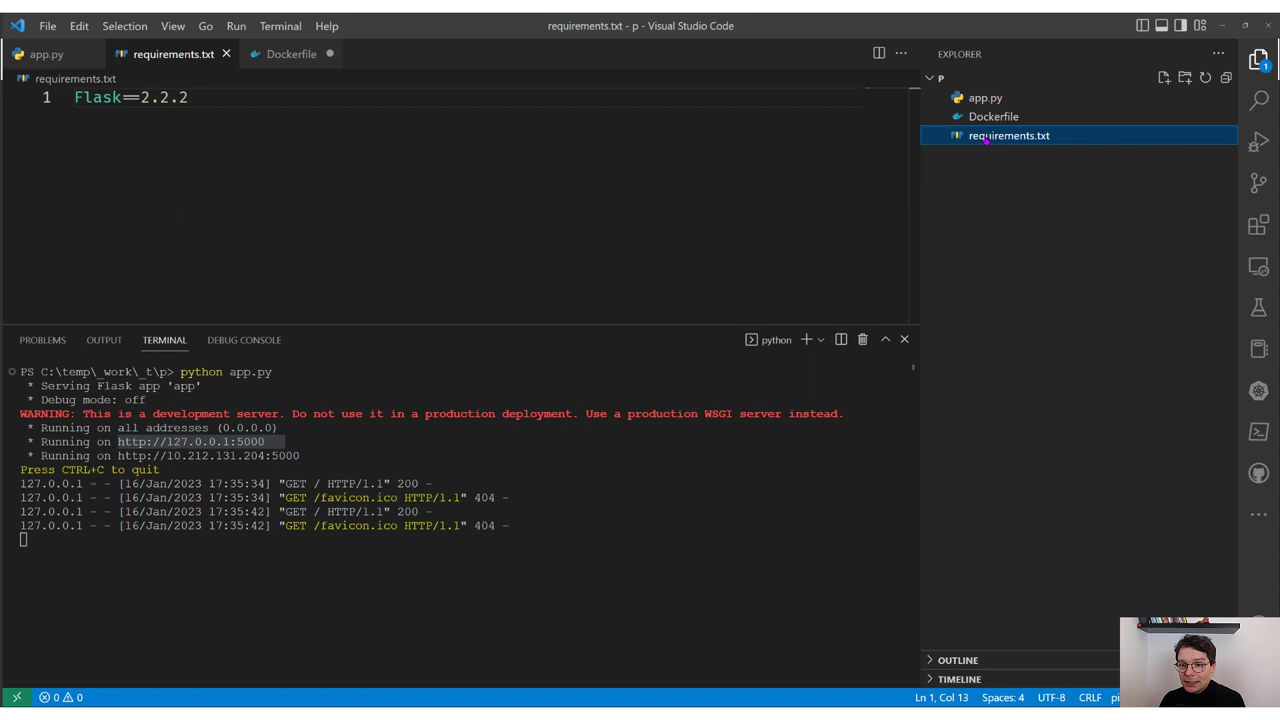 File Edit Selection View Go Run Terminal Help
requirements.txt - p - Visual Studio Code
app.py
requirements.txt
Dockerfile
EXPLORER
requirements.txt
1 Flask==2.2.2
P
app.py
Dockerfile
requirements.txt
1
PROBLEMS OUTPUT TERMINAL DEBUG CONSOLE
python
PS C:\temp\_work\_t\p> python app.py
* Serving Flask app 'app'
* Debug mode: off
WARNING: This is a development server. Do not use it in a production deployment. Use a production WSGI server instead.
* Running on all addresses (0.0.0.0)
* Running on http://127.0.0.1:5000
* Running on http://10.212.131.204:5000
Press CTRL+C to quit
127.0.0.1 - - [16/Jan/2023 17:35:34] "GET / HTTP/1.1" 200 -
127.0.0.1 - - [16/Jan/2023 17:35:34] "GET /favicon.ico HTTP/1.1" 404 -
127.0.0.1 - - [16/Jan/2023 17:35:42] "GET / HTTP/1.1" 200 -
127.0.0.1 - - [16/Jan/2023 17:35:42] "GET /favicon.ico HTTP/1.1" 404 -
OUTLINE
TIMELINE
0 0
Ln 1, Col 13 Spaces: 4 UTF-8 CRLF